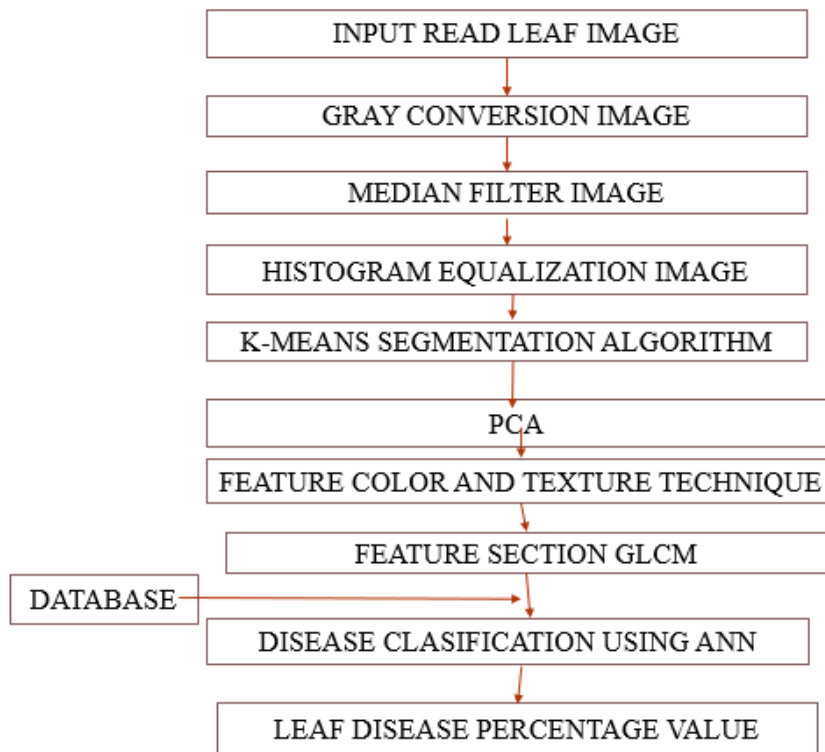 INPUT READ LEAF IMAGE
GRAY CONVERSION IMAGE
MEDIAN FILTER IMAGE
HISTOGRAM EQUALIZATION IMAGE
K-MEANS SEGMENTATION ALGORITHM
PCA
FEATURE COLOR AND TEXTURE TECHNIQUE
FEATURE SECTION GLCM
DATABASE
DISEASE CLASIFICATION USING ANN
LEAF DISEASE PERCENTAGE VALUE